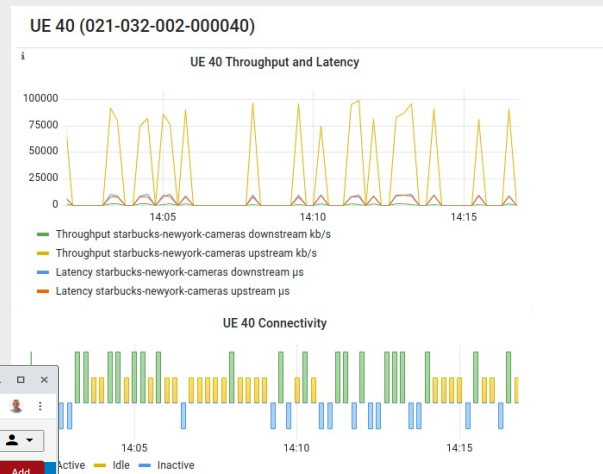 UE 40 (021-032-002-000040)
i
UE 40 Throughput and Latency
100000
75000
50000
25000
0
14:05 14:10 14:15
Throughput starbucks-newyork-cameras downstream kb/s
Throughput starbucks-newyork-cameras upstream kb/s
Latency starbucks-newyork-cameras downstream µs
Latency starbucks-newyork-cameras upstream µs
UE 40 Connectivity
14:05 14:10 14:15
Active Idle Inactive
Add